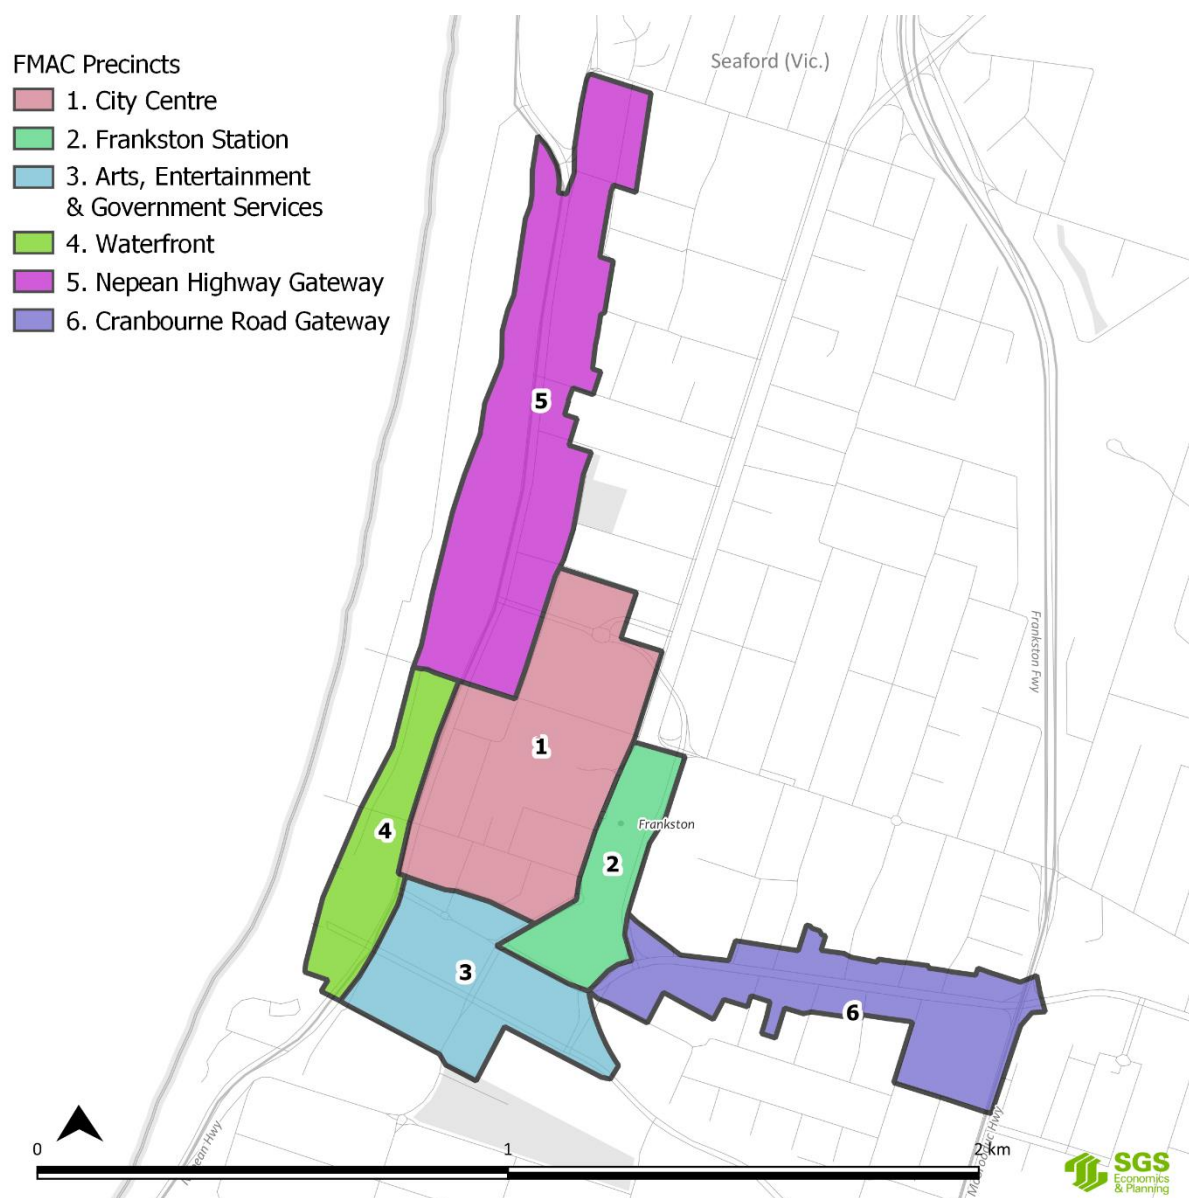 FMAC Precincts
1. City Centre
2. Frankston Station
3. Arts, Entertainment
& Government Services
4. Waterfront
5. Nepean Highway Gateway
6. Cranbourne Road Gateway
Seaford (Vic.)
5
Frankston Fwy
1
4
Frankston
2
3
6
0
1
2 km
SGS
Economics
& Planning